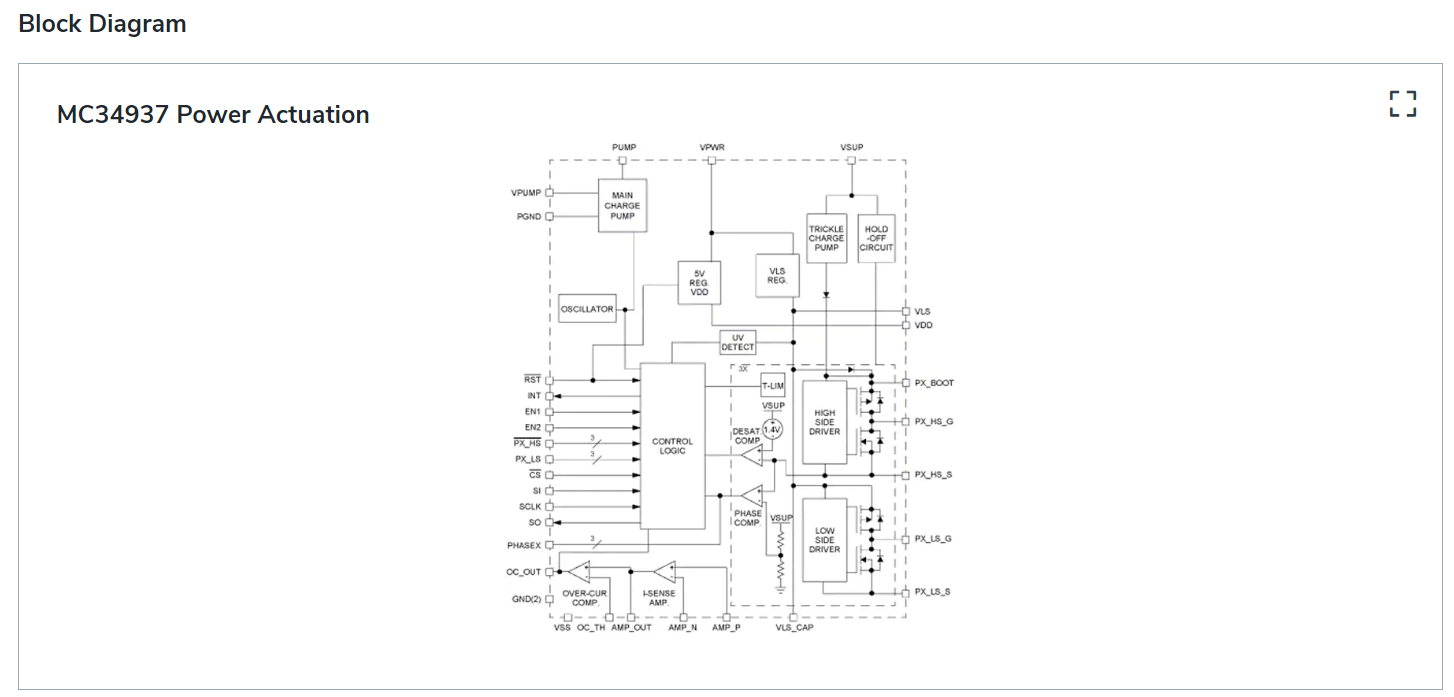 Block Diagram
MC34937 Power Actuation
PUMP
VPWR
VSUP
VPUMP
PGND
MAIN
CHARGE
PUMP
TRICKLE
CHARGE
PUMP
HOLD
-OFF
CIRCUIT
5V
REG.
VDD
VLS
REG.
OSCILLATOR
VLS
VDD
UV
DETECT
3X
T-LIM
RST
INT
EN1
EN2
PX_HS
3
PX_LS
3
CS
SI
SCLK
SO
PHASEX
3
OC_OUT
GND(2)
CONTROL
LOGIC
VSUP
1.4V
DESAT.
COMP
PHASE
COMP.
VSUP
HIGH
SIDE
DRIVER
LOW
SIDE
DRIVER
PX_BOOT
PX_HS_G
PX_HS_S
PX_LS_G
PX_LS_S
OVER-CUR.
COMP.
I-SENSE
AMP.
VSS
OC_TH
AMP_OUT
AMP_N
AMP_P
VLS_CAP